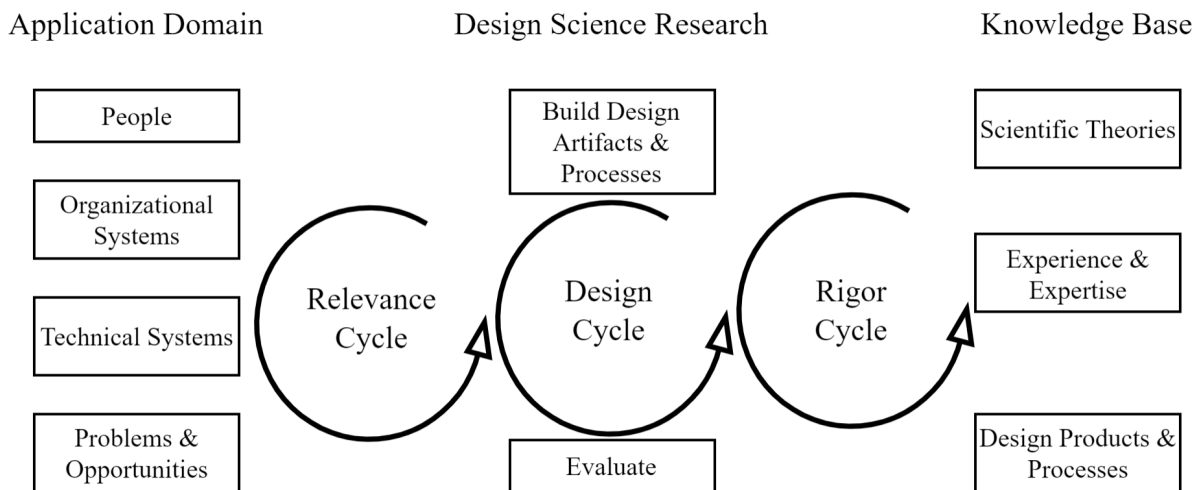 Application Domain
Design Science Research
Knowledge Base
People
Organizational
Systems
Technical Systems
Problems &
Opportunities
Relevance
Cycle
Build Design
Artifacts &
Processes
Design
Cycle
Evaluate
Rigor
Cycle
Scientific Theories
Experience &
Expertise
Design Products &
Processes